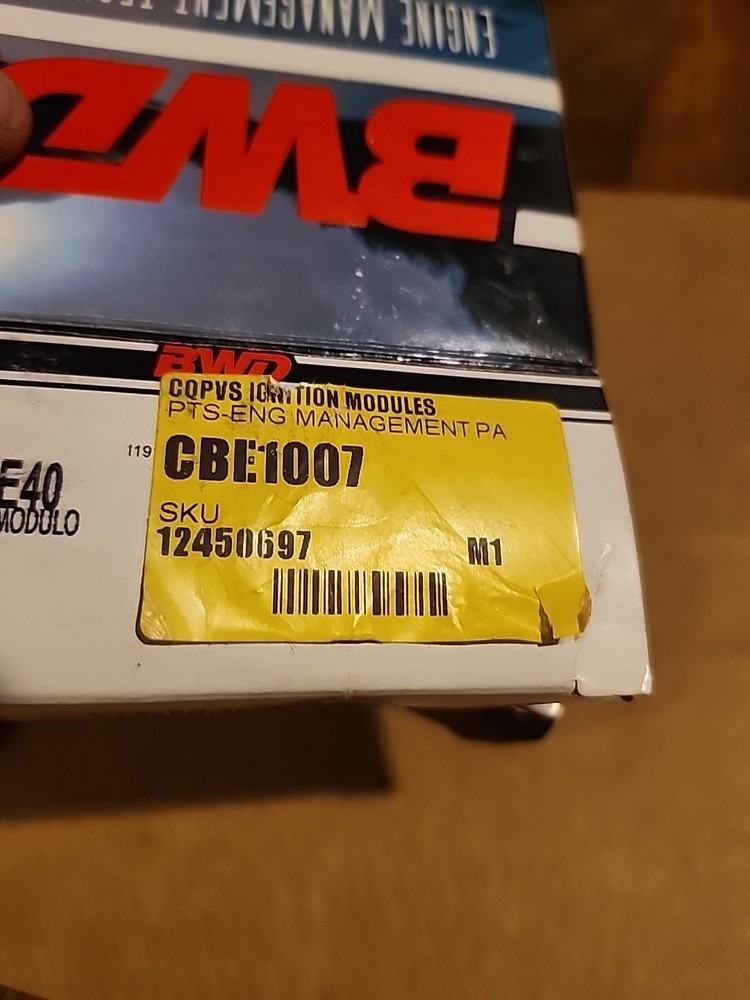 ENGINE MANAGEMENT
BWD
BWD
CQPVS IGNITION MODULES
PTS-ENG MANAGEMENT PA
119
CBE1007
E40
MODULO
SKU
12450697 M1